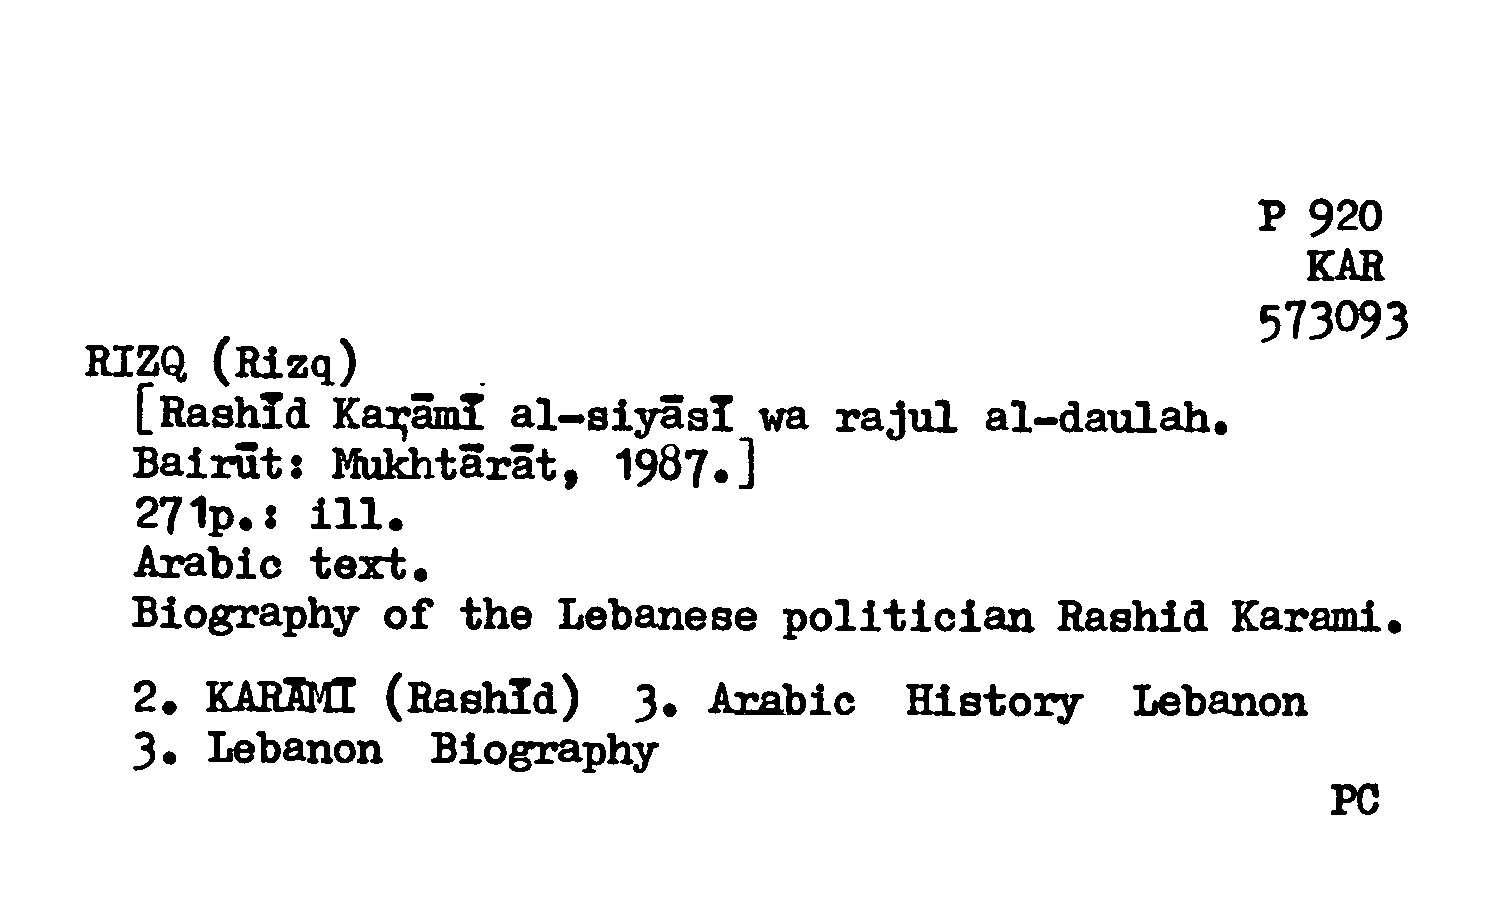 P 920
KAR
573093
RIZQ (Rizq)
[Rashīd Karāmī al-siyāsī wa rajul al-daulah.
Bairūt: Mukhtārāt, 1987.]
271p.: ill.
Arabic text.
Biography of the Lebanese politician Rashid Karami.
2. KARĀMĪ (Rashīd) 3. Arabic History Lebanon
3. Lebanon Biography
PC